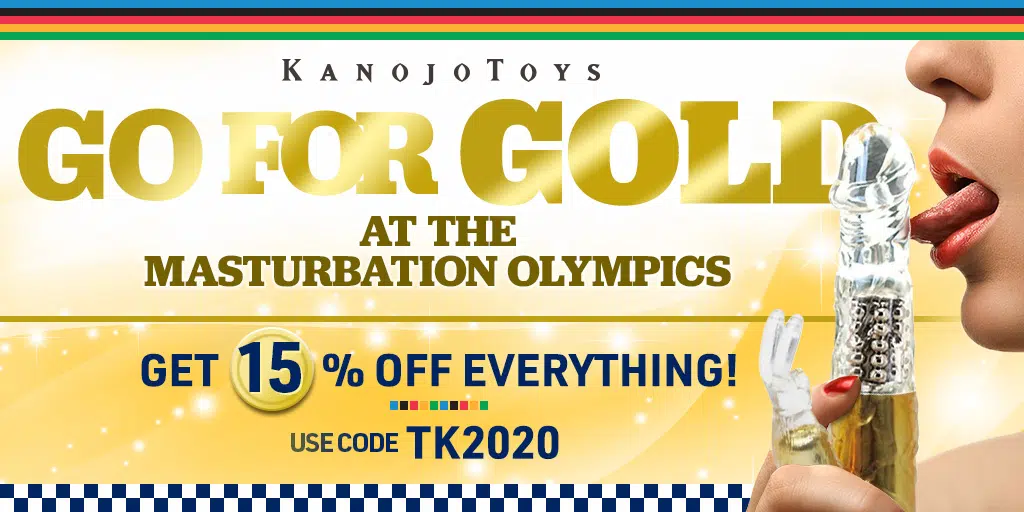 KANOJOTOYS
GO FOR GOLD
AT THE
MASTURBATION OLYMPICS
GET 15% OFF EVERYTHING!
USE CODE TK2020